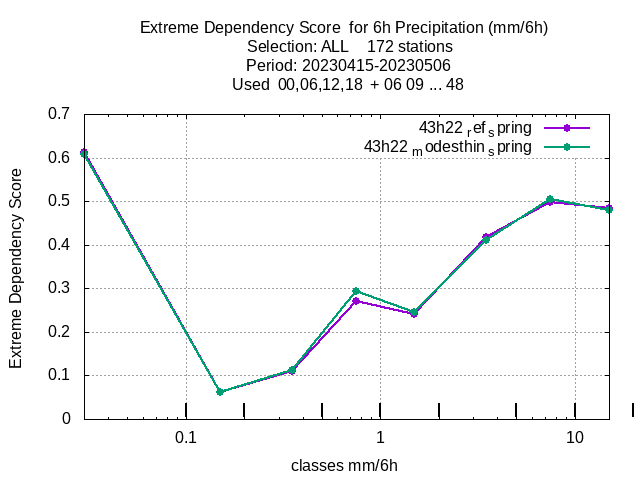 Extreme Dependency Score  for 6h Precipitation (mm/6h)
Selection: ALL    172 stations
Period: 20230415-20230506
Used  00,06,12,18  + 06 09 ... 48
43h22 ref spring
43h22 modesthin spring
0.7
0.6
0.5
0.4
0.3
0.2
0.1
0
Extreme Dependency Score
0.1 1 10
classes mm/6h